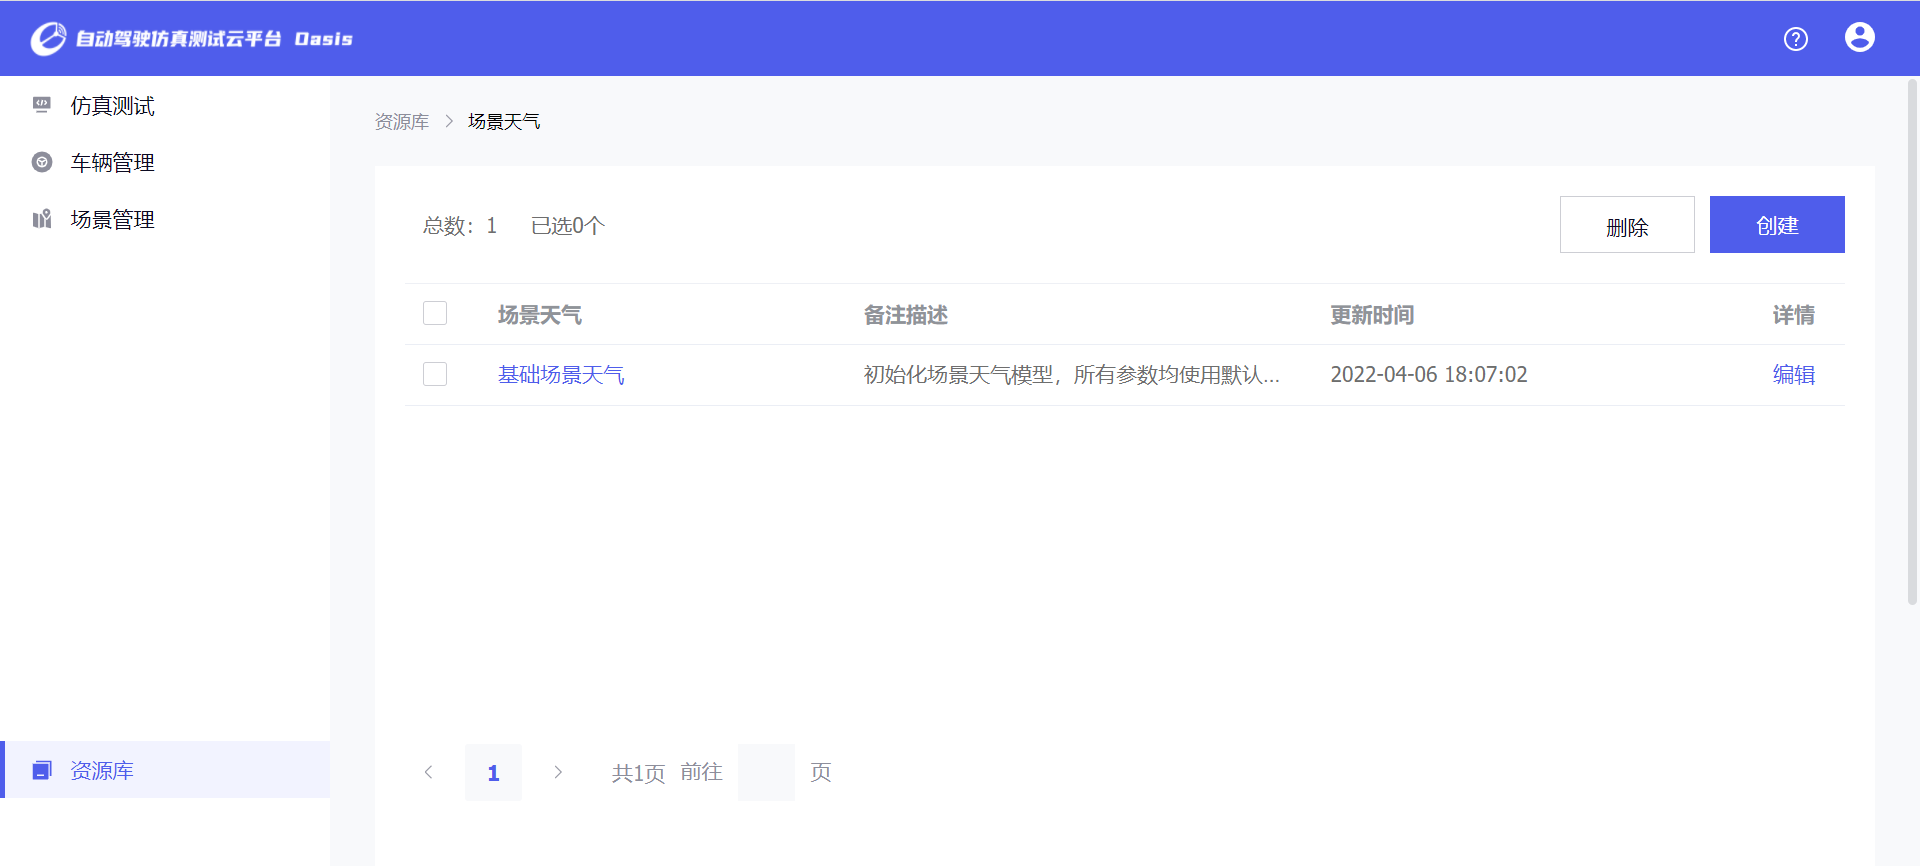 自动驾驶仿真测试云平台 Oasis
仿真测试
车辆管理
场景管理
资源库
资源库 > 场景天气
总数：1 已选0个
删除 创建
场景天气 备注描述 更新时间 详情
基础场景天气 初始化场景天气模型，所有参数均使用默认... 2022-04-06 18:07:02 编辑
< 1 > 共1页 前往 页